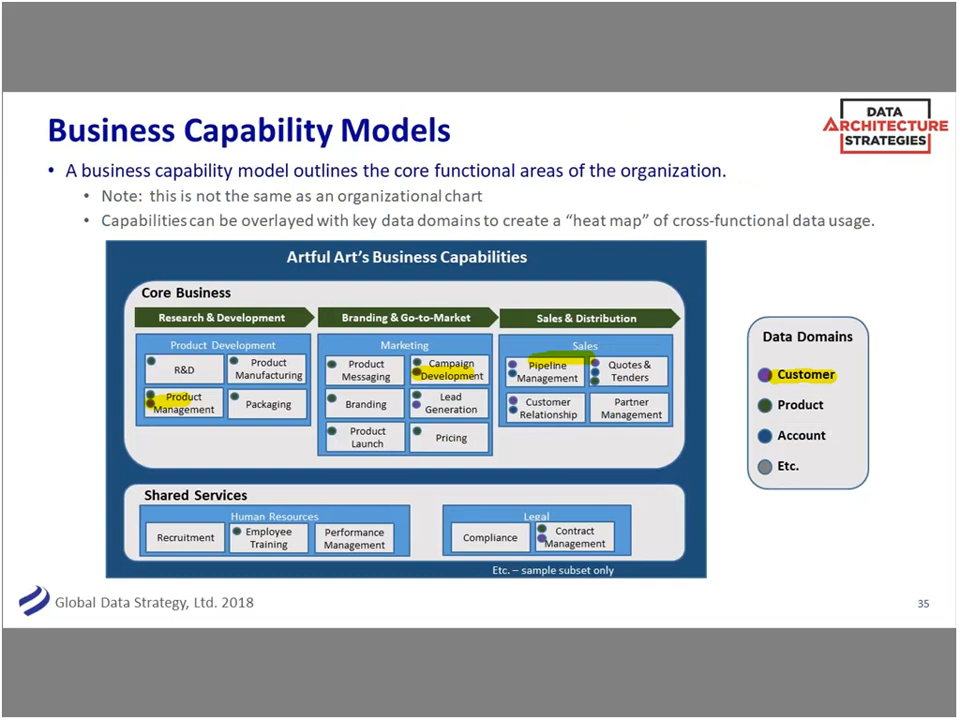 Business Capability Models
DATA
ARCHITECTURE
STRATEGIES
• A business capability model outlines the core functional areas of the organization.
• Note: this is not the same as an organizational chart
• Capabilities can be overlayed with key data domains to create a “heat map” of cross-functional data usage.
Artful Art’s Business Capabilities
Core Business
Research & Development
Branding & Go-to-Market
Sales & Distribution
Product Development
R&D
Product
Manufacturing
Product
Management
Packaging
Marketing
Product
Messaging
Campaign
Development
Branding
Lead
Generation
Product
Launch
Pricing
Sales
Pipeline
Management
Quotes &
Tenders
Customer
Relationship
Partner
Management
Data Domains
Customer
Product
Account
Etc.
Shared Services
Human Resources
Recruitment
Employee
Training
Performance
Management
Legal
Compliance
Contract
Management
Etc. – sample subset only
Global Data Strategy, Ltd. 2018
35